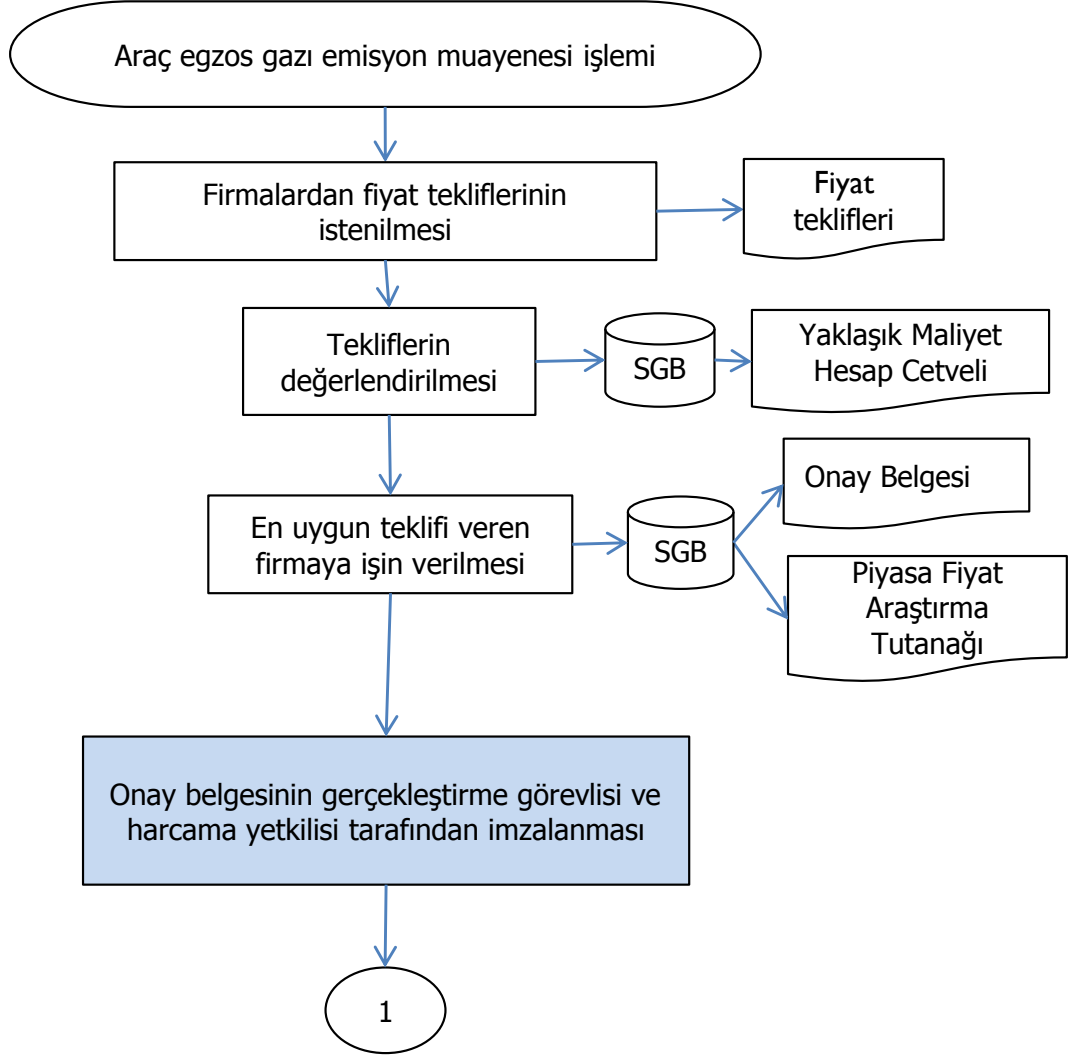 Araç egzos gazı emisyon muayenesi işlemi
Firmalardan fiyat tekliflerinin
istenilmesi
Fiyat
teklifleri
Tekliflerin
değerlendirilmesi
SGB
Yaklaşık Maliyet
Hesap Cetveli
En uygun teklifi veren
firmaya işin verilmesi
SGB
Onay Belgesi
Piyasa Fiyat
Araştırma
Tutanağı
Onay belgesinin gerçekleştirme görevlisi ve
harcama yetkilisi tarafından imzalanması
1